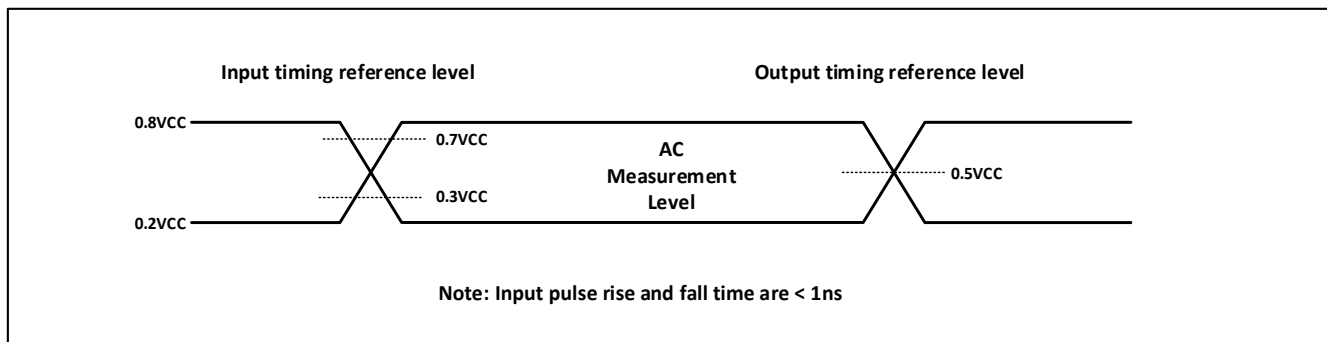 Input timing reference level
Output timing reference level
0.8VCC
0.7VCC
AC
Measurement
Level
0.5VCC
0.3VCC
0.2VCC
Note: Input pulse rise and fall time are < 1ns